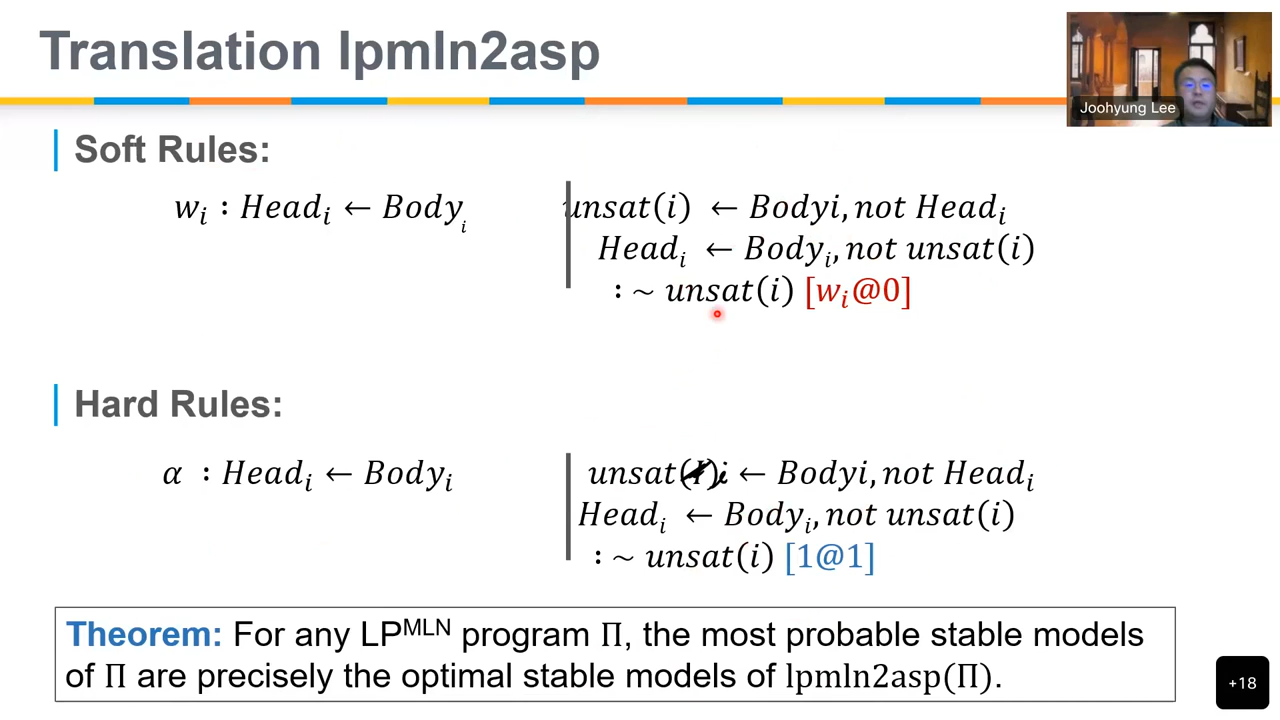 Translation lpmln2asp
Joohyung Lee
Soft Rules:
wᵢ : Headᵢ ← Bodyᵢ
unsat(i) ← Bodyi, not Headᵢ
Headᵢ ← Bodyᵢ, not unsat(i)
:~ unsat(i) [wᵢ@0]
Hard Rules:
α : Headᵢ ← Bodyᵢ
unsat(I)i ← Bodyi, not Headᵢ
Headᵢ ← Bodyᵢ, not unsat(i)
:~ unsat(i) [1@1]
Theorem: For any LPᴹᴸᴺ program Π, the most probable stable models
of Π are precisely the optimal stable models of lpmln2asp(Π).
+18